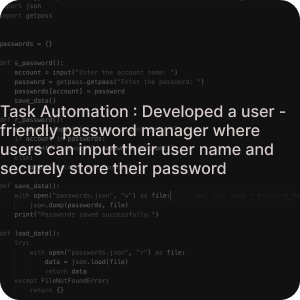 import json
import getpass
passwords = {}
def s_password():
account = input("Enter the account name: ")
password = getpass.getpass("Enter the password: ")
passwords[account] = password
save_data()
Task Automation : Developed a user -
friendly password manager where
users can input their user name and
securely store their password
def save_data():
with open("passwords.json", "w") as file:
json.dump(passwords, file)
print("Passwords saved successfully.")
def load_data():
try:
with open("passwords.json", "r") as file:
data = json.load(file)
return data
except FileNotFoundError:
return {}